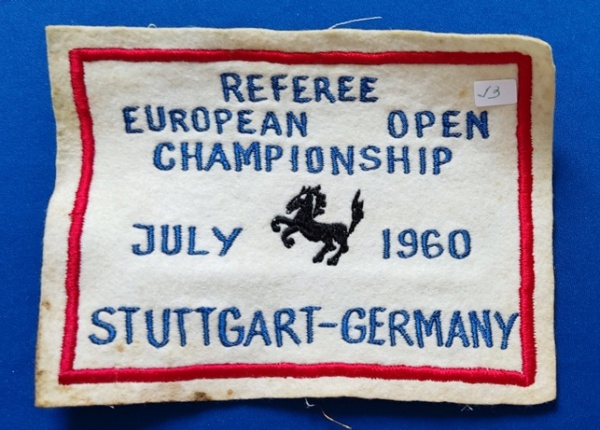 REFEREE
EUROPEAN OPEN
CHAMPIONSHIP
JULY 1960
STUTTGART-GERMANY